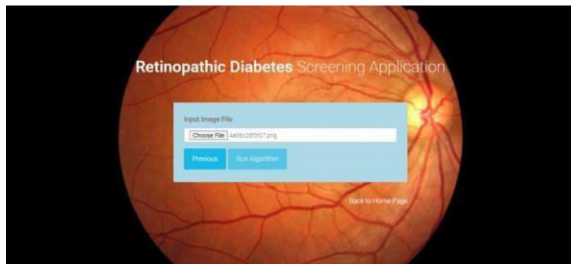 Retinopathic Diabetes Screening Application
Input Image File
Choose File
Previous Run Algorithm
Back to Home Page